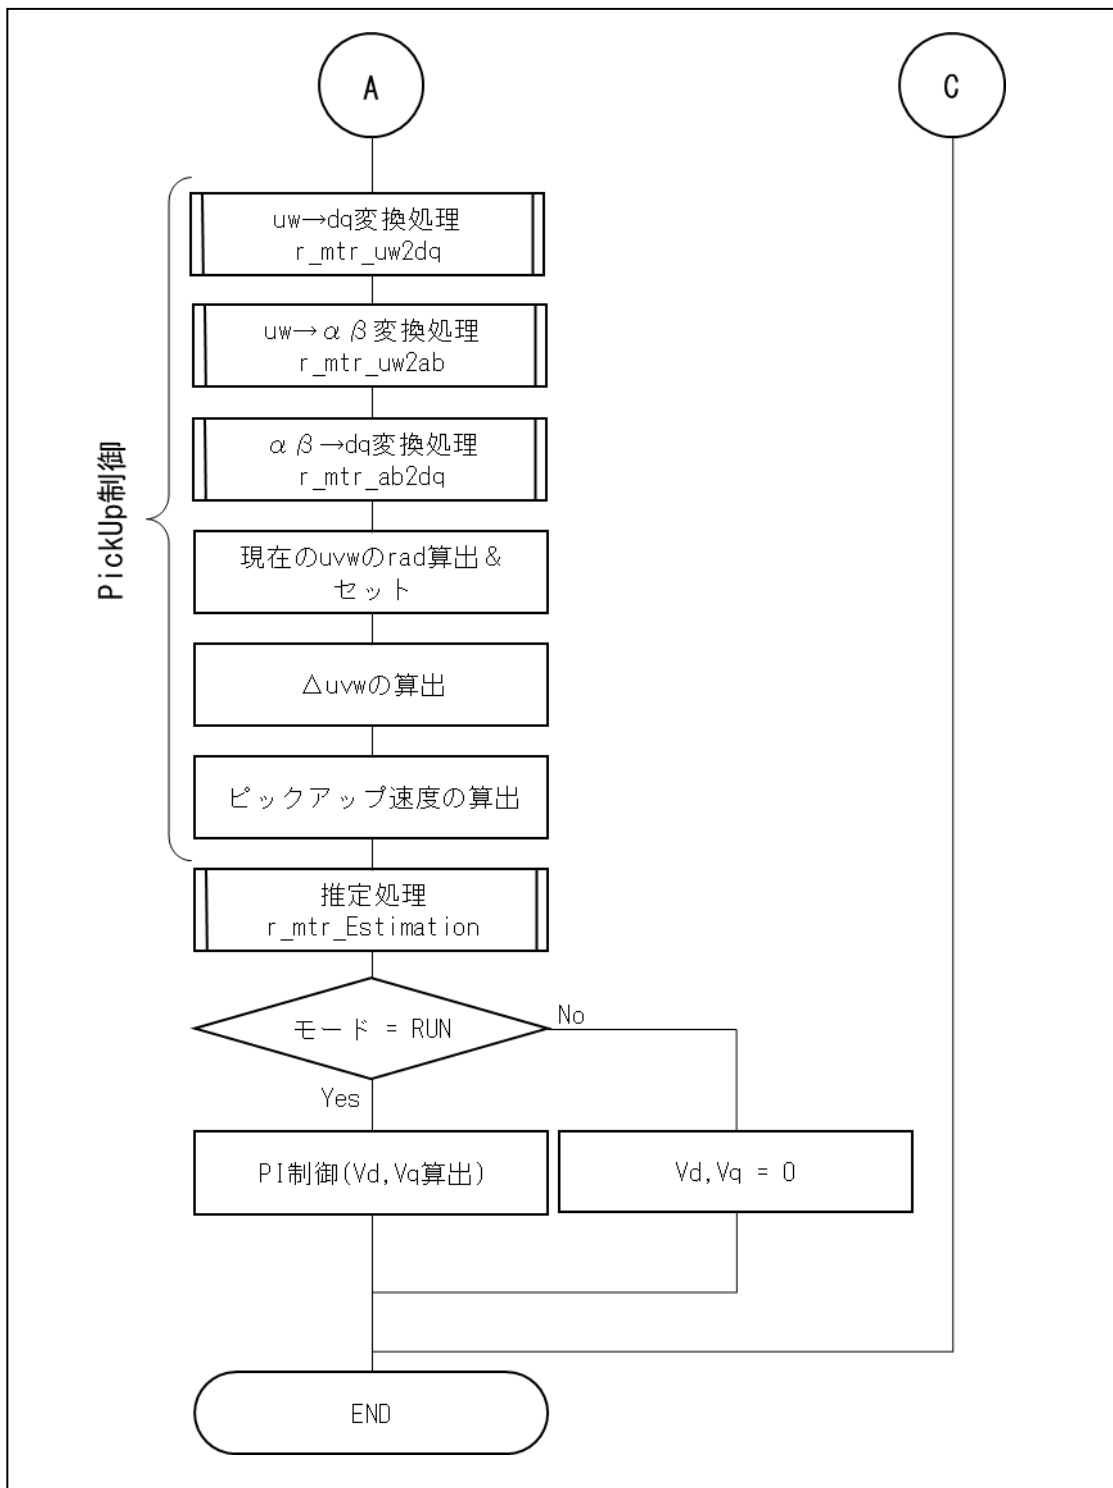 A
C
uw→dq変換処理
r_mtr_uw2dq
uw→αβ変換処理
r_mtr_uw2ab
αβ→dq変換処理
r_mtr_ab2dq
PickUp制御
現在のuvwのrad算出&
セット
△uvwの算出
ピックアップ速度の算出
推定処理
r_mtr_Estimation
モード = RUN
No
Yes
PI制御(Vd,Vq算出)
Vd,Vq = 0
END